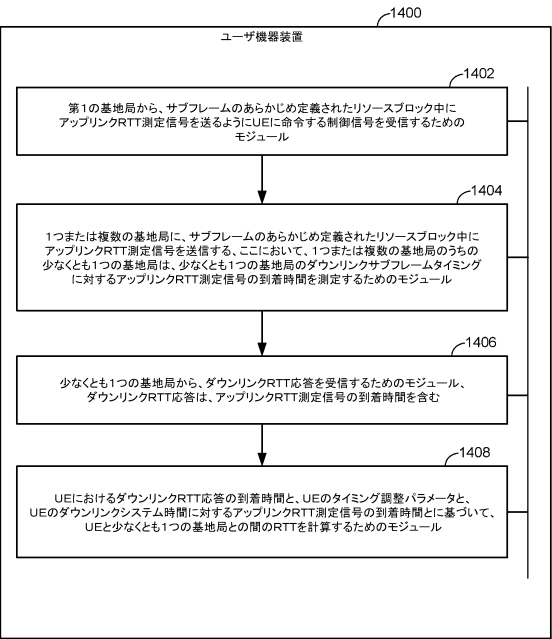 1400
ユーザ機器装置
1402
第1の基地局から、サブフレームのあらかじめ定義されたリソースブロック中に
アップリンクRTT測定信号を送るようにUEに命令する制御信号を受信するための
モジュール
1404
1つまたは複数の基地局に、サブフレームのあらかじめ定義されたリソースブロック中に
アップリンクRTT測定信号を送信する、ここにおいて、1つまたは複数の基地局のうちの
少なくとも1つの基地局は、少なくとも1つの基地局のダウンリンクサブフレームタイミング
に対するアップリンクRTT測定信号の到着時間を測定するためのモジュール
1406
少なくとも1つの基地局から、ダウンリンクRTT応答を受信するためのモジュール、
ダウンリンクRTT応答は、アップリンクRTT測定信号の到着時間を含む
1408
UEにおけるダウンリンクRTT応答の到着時間と、UEのタイミング調整パラメータと、
UEのダウンリンクシステム時間に対するアップリンクRTT測定信号の到着時間とに基づいて、
UEと少なくとも1つの基地局との間のRTTを計算するためのモジュール